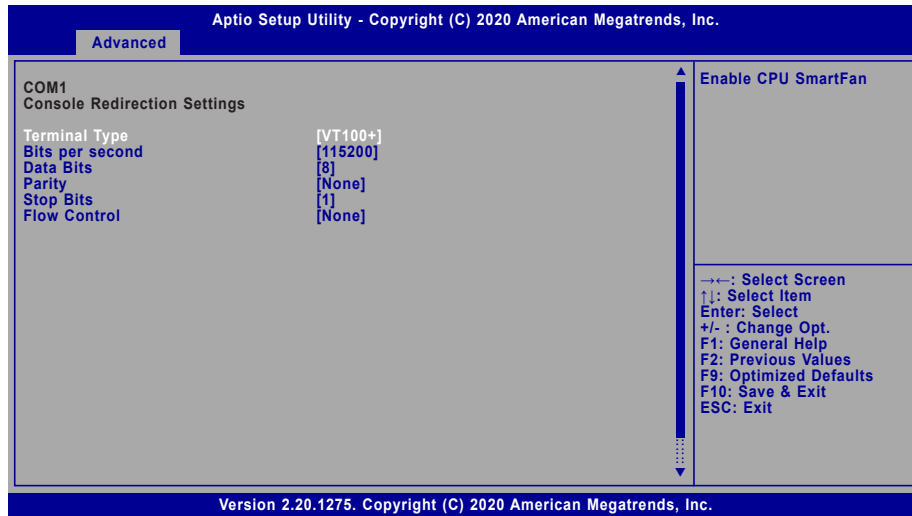 Aptio Setup Utility - Copyright (C) 2020 American Megatrends, Inc.
Advanced
COM1
Console Redirection Settings
Terminal Type [VT100+]
Bits per second [115200]
Data Bits [8]
Parity [None]
Stop Bits [1]
Flow Control [None]
Enable CPU SmartFan
→←: Select Screen
↑↓: Select Item
Enter: Select
+/- : Change Opt.
F1: General Help
F2: Previous Values
F9: Optimized Defaults
F10: Save & Exit
ESC: Exit
Version 2.20.1275. Copyright (C) 2020 American Megatrends, Inc.